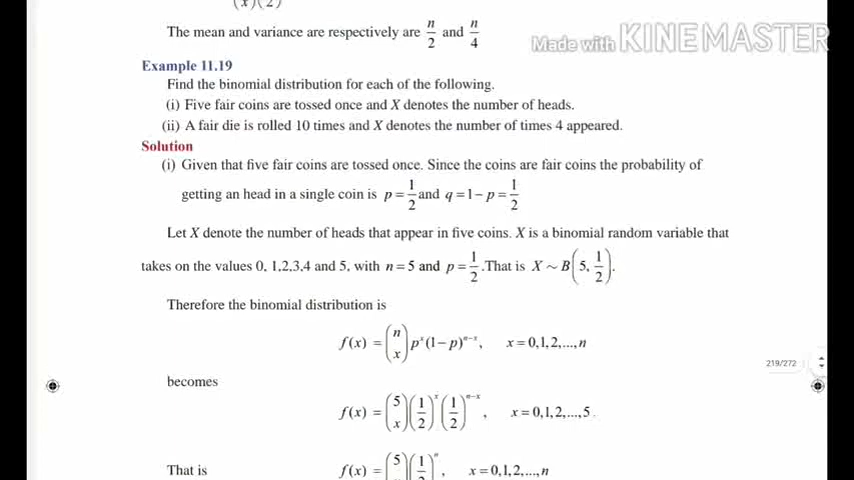 (x)(2)
The mean and variance are respectively are n/2 and n/4
Made with KINEMASTER
Example 11.19
Find the binomial distribution for each of the following.
(i) Five fair coins are tossed once and X denotes the number of heads.
(ii) A fair die is rolled 10 times and X denotes the number of times 4 appeared.
Solution
(i) Given that five fair coins are tossed once. Since the coins are fair coins the probability of
getting an head in a single coin is p = 1/2 and q = 1 − p = 1/2
Let X denote the number of heads that appear in five coins. X is a binomial random variable that
takes on the values 0, 1,2,3,4 and 5, with n = 5 and p = 1/2 .That is X ~ B(5, 1/2).
Therefore the binomial distribution is
f(x) = (n x) p^x (1 − p)^(n−x), x = 0,1,2,...,n
219/272
becomes
f(x) = (5 x)(1/2)^x (1/2)^(n−x), x = 0,1,2,...,5 .
That is f(x) = (5 x)(1/2)^n, x = 0,1,2,...,n